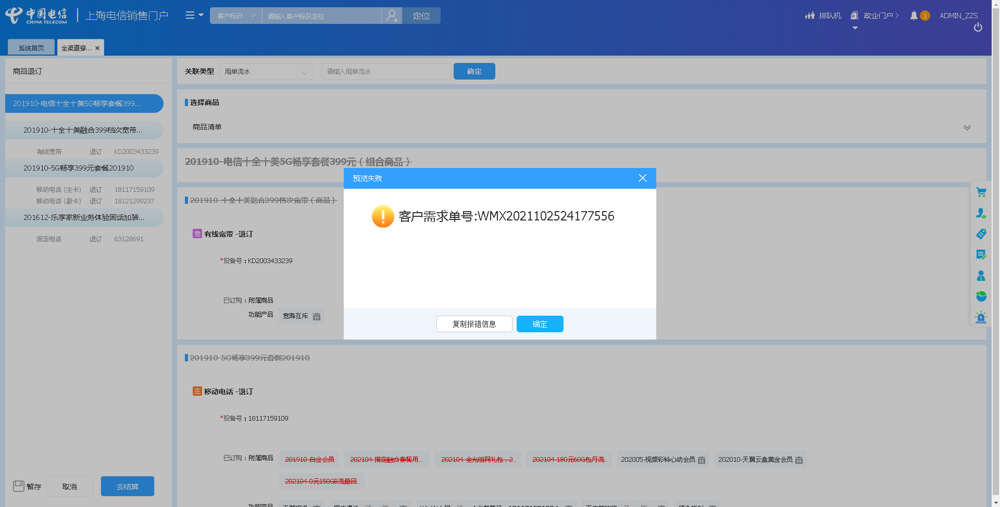 中国电信
CHINA TELECOM
上海电信销售门户
客户标识
请输入客户标识定位
定位
排队机
政企门户
1
ADMIN_ZZS
系统首页
全渠道穿...
商品退订
关联类型
甩单流水
请输入甩单流水
确定
201910-电信十全十美5G畅享套餐399...
201910-十全十美融合399档次宽带...
有线宽带 退订 KD2003433239
201910-5G畅享399元套餐201910
移动电话 (主卡) 退订 18117159109
移动电话 (副卡) 退订 18121299237
201612-乐享家新业务体验固话加装...
固定电话 退订 63128691
暂存
取消
去结算
选择商品
商品清单
201910-电信十全十美5G畅享套餐399元（组合商品）
预览失败
客户需求单号:WMX2021102524177556
复制报错信息
确定
201910-十全十美融合399档次宽带（商品）
宽 有线宽带 -退订
*设备号：KD2003433239
已订购：附属商品
功能产品 宽降互斥
201910-5G畅享399元套餐201910
主 移动电话 -退订
*设备号：18117159109
已订购：附属商品 201910-白金会员 202104-指定融合套餐用... 202104-全光组网礼包，2.. 202104-180元60G包月流.. 202005-视频彩铃心动会员 202010-天翼云盘黄金会员
202104-0元150GB流量回..
功能产品